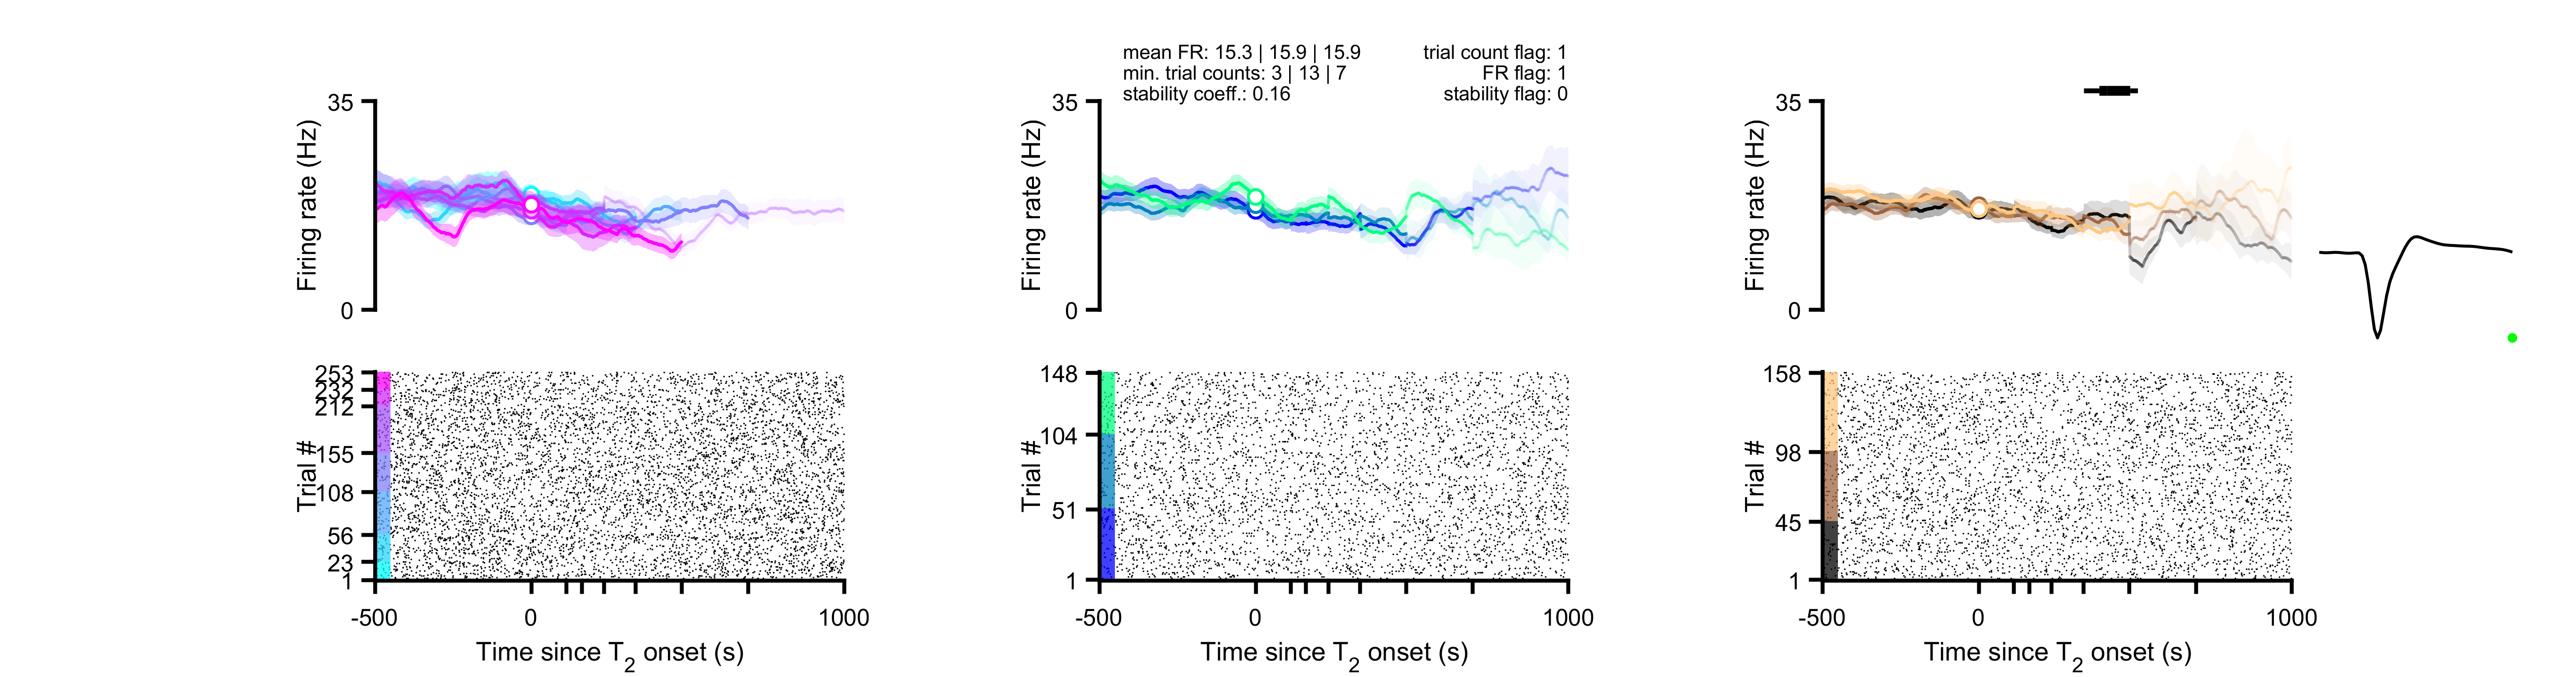 mean FR: 15.3 | 15.9 | 15.9
min. trial counts: 3 | 13 | 7
stability coeff.: 0.16
trial count flag: 1
FR flag: 1
stability flag: 0
35
Firing rate (Hz)
0
35
Firing rate (Hz)
0
35
Firing rate (Hz)
0
253
232
212
155
108
56
23
1
Trial #
-500
0
1000
Time since T2 onset (s)
148
104
51
1
Trial #
-500
0
1000
Time since T2 onset (s)
158
98
45
1
Trial #
-500
0
1000
Time since T2 onset (s)